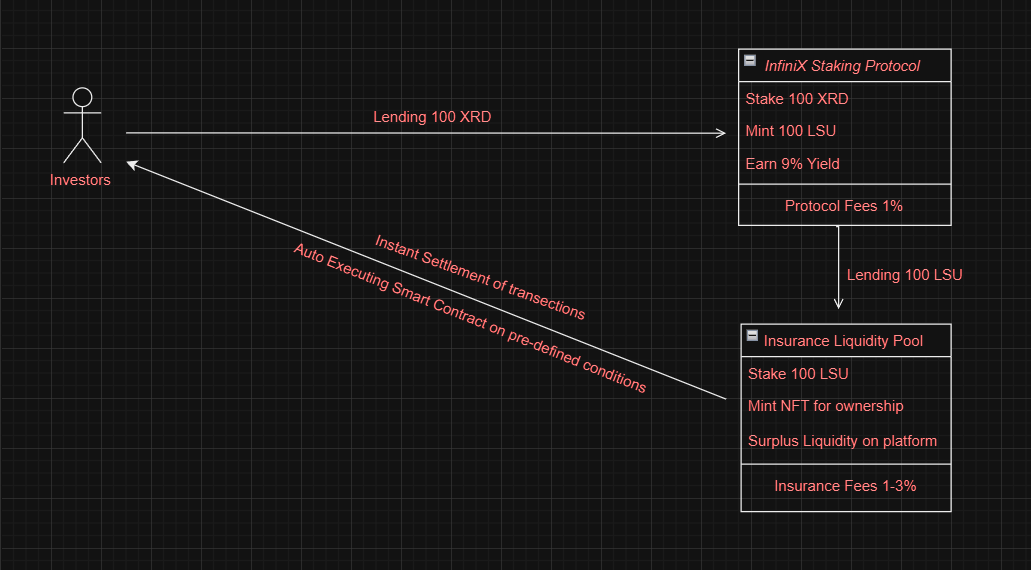 InfiniX Staking Protocol
Stake 100 XRD
Mint 100 LSU
Earn 9% Yield
Protocol Fees 1%
Lending 100 XRD
Investors
Instant Settlement of transections
Auto Executing Smart Contract on pre-defined conditions
Lending 100 LSU
Insurance Liquidity Pool
Stake 100 LSU
Mint NFT for ownership
Surplus Liquidity on platform
Insurance Fees 1-3%